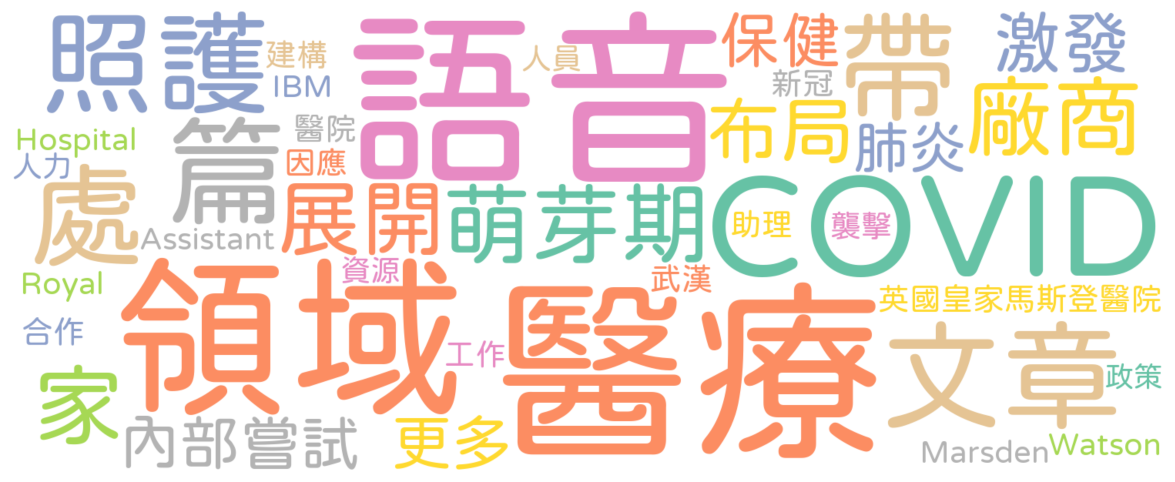 照護
建構
IBM
語音
人員
保健
新冠
帶
激發
Hospital
人力
篇
醫院
因應
布局
肺炎
廠商
處
Assistant
展開
萌芽期
COVID
助理
襲擊
Royal
資源
武漢
英國皇家馬斯登醫院
合作
領域
工作
醫療
文章
政策
家
內部嘗試
更多
Marsden
Watson